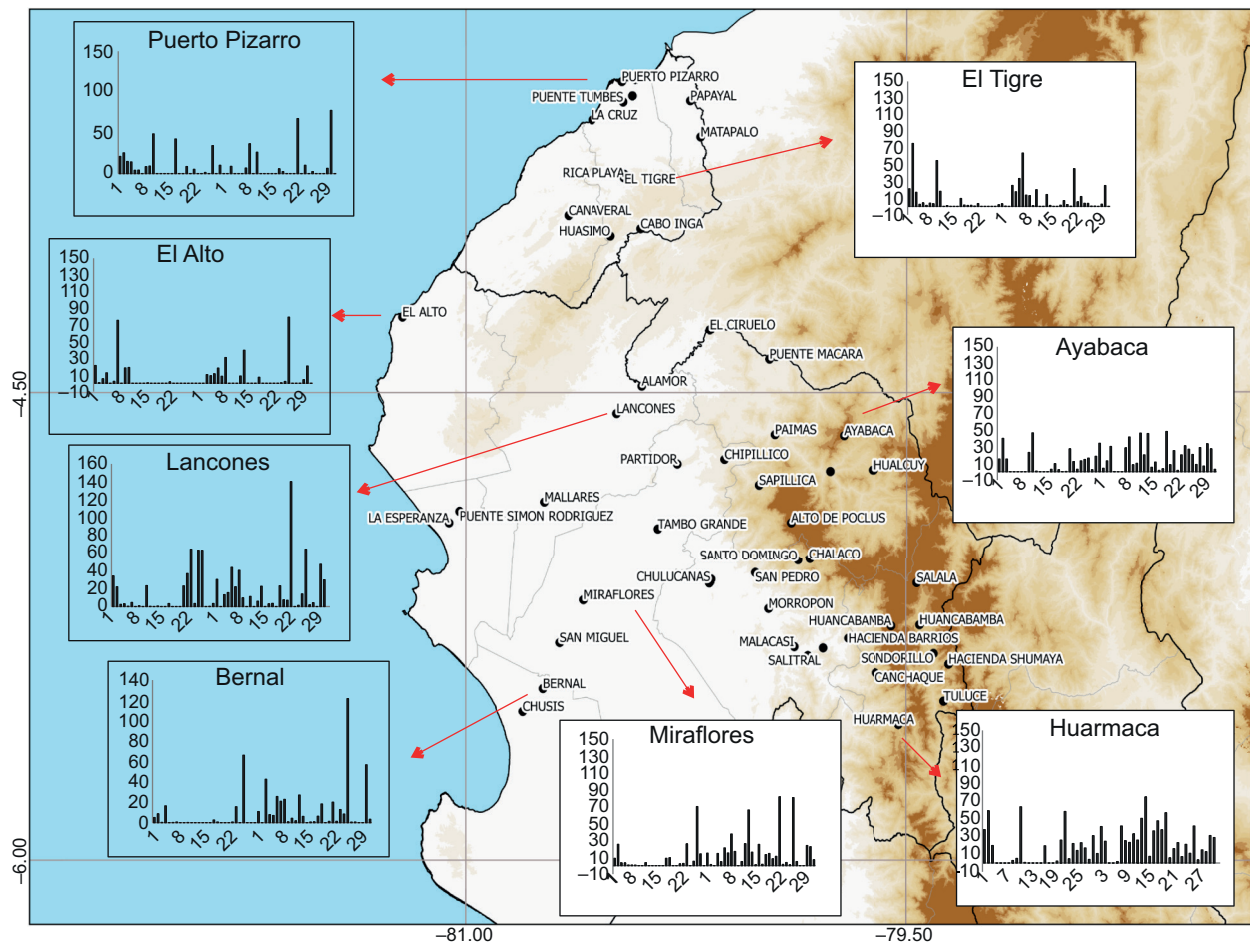 Puerto Pizarro
150
100
50
0
1
8
15
22
1
8
15
22
29
El Tigre
150
130
110
90
70
50
30
10
–10
1
8
15
22
1
8
15
22
29
El Alto
150
130
110
90
70
50
30
10
–10
1
8
15
22
1
8
15
22
29
Ayabaca
150
130
110
90
70
50
30
10
–10
1
8
15
22
1
8
15
22
29
Lancones
160
140
120
100
80
60
40
20
0
1
8
15
22
1
8
15
22
29
Bernal
140
120
100
80
60
40
20
0
1
8
15
22
1
8
15
22
29
Miraflores
150
130
110
90
70
50
30
10
–10
1
8
15
22
1
8
15
22
29
Huarmaca
150
130
110
90
70
50
30
10
–10
1
7
13
19
25
3
9
15
21
27
PUERTO PIZARRO
PUENTE TUMBES
PAPAYAL
LA CRUZ
MATAPALO
RICA PLAYA
EL TIGRE
CANAVERAL
HUASIMO
CABO INGA
EL ALTO
EL CIRUELO
PUENTE MACARA
ALAMOR
LANCONES
PAIMAS
AYABACA
PARTIDOR
CHIPILLICO
HUALCUY
SAPILLICA
MALLARES
LA ESPERANZA
PUENTE SIMON RODRIGUEZ
TAMBO GRANDE
ALTO DE POCLUS
SANTO DOMINGO
CHALACO
CHULUCANAS
SAN PEDRO
SALALA
MIRAFLORES
MORROPON
HUANCABAMBA
HUANCABAMBA
SAN MIGUEL
MALACASI
HACIENDA BARRIOS
SALITRAL
SONDORILLO
HACIENDA SHUMAYA
CANCHAQUE
BERNAL
CHUSIS
TULUCE
HUARMACA
–4.50
–6.00
–81.00
–79.50